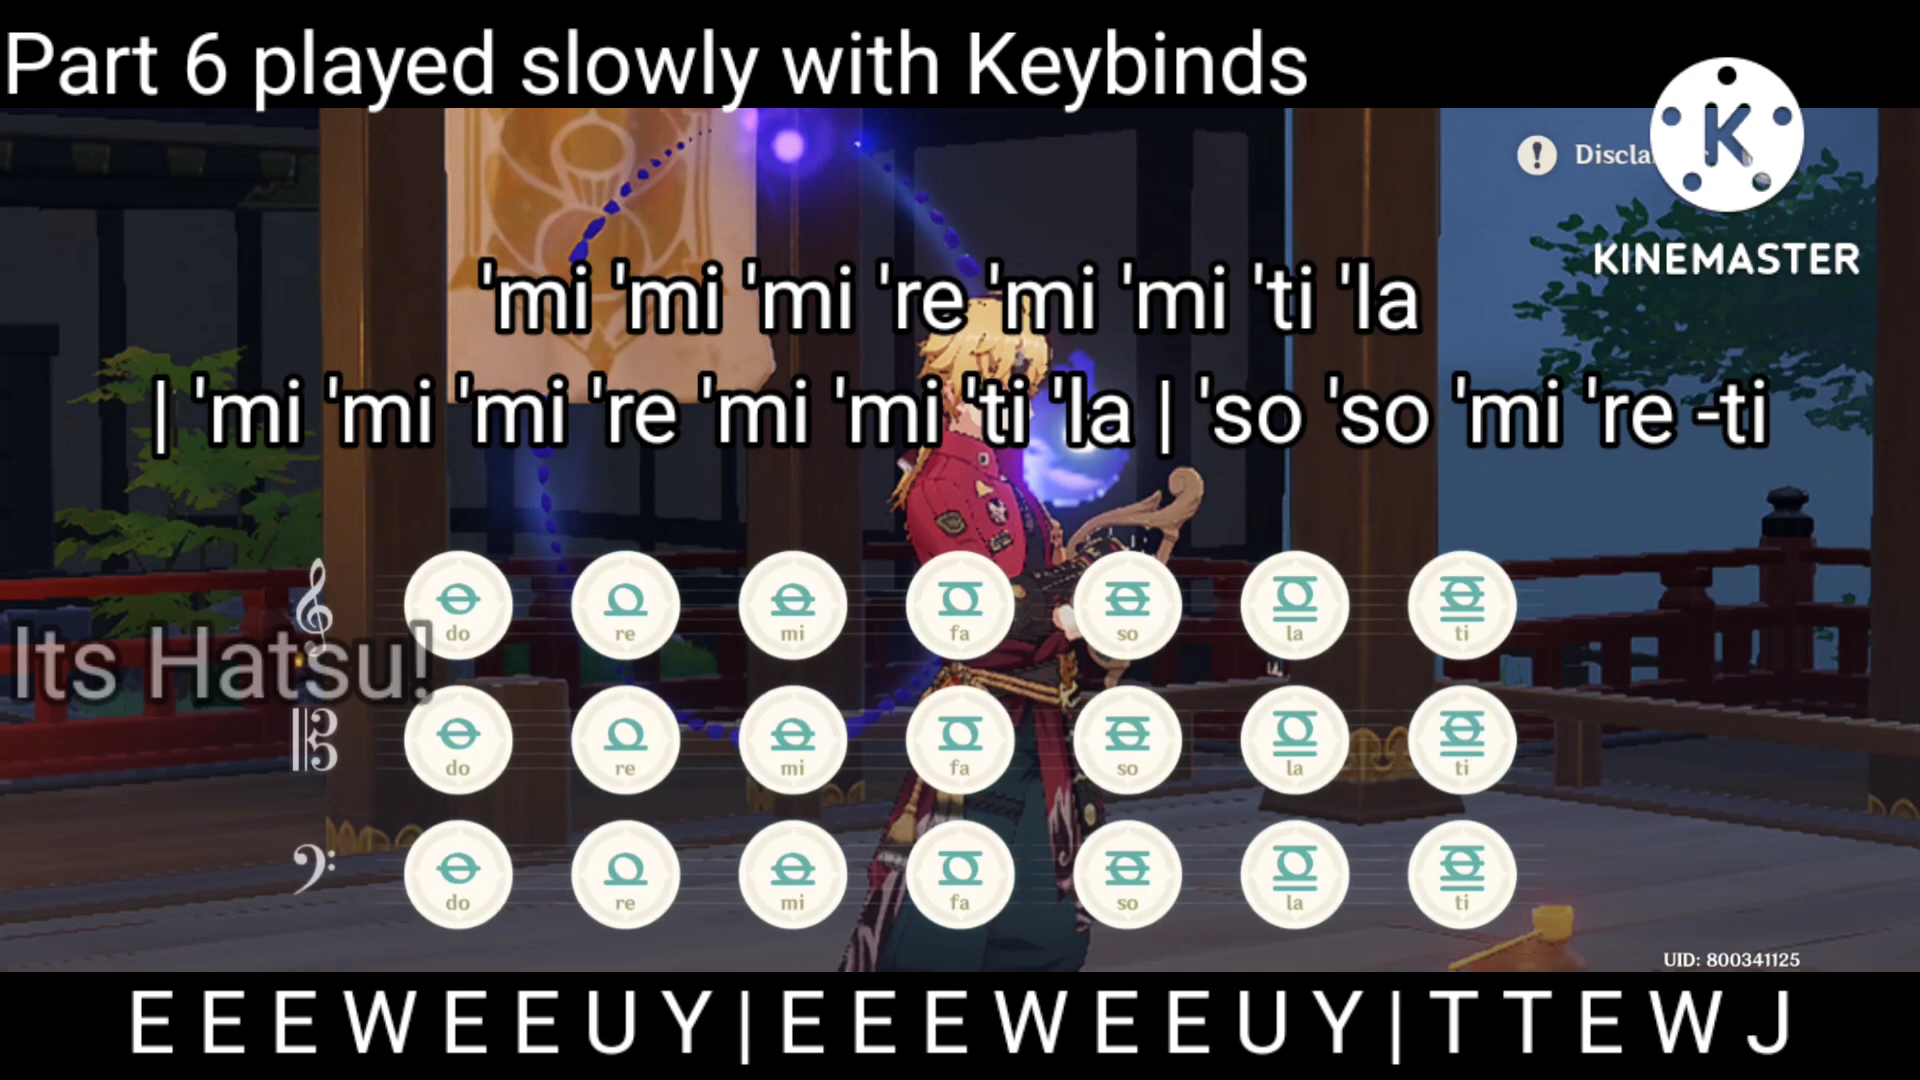 Part 6 played slowly with Keybinds
K
KINEMASTER
'mi 'mi 'mi 're 'mi 'mi 'ti 'la
| 'mi 'mi 'mi 're 'mi 'mi 'ti 'la | 'so 'so 'mi 're -ti
do re mi fa so la ti
Its Hatsu!
do re mi fa so la ti
do re mi fa so la ti
UID: 800341125
E E E W E E U Y | E E E W E E U Y | T T E W J